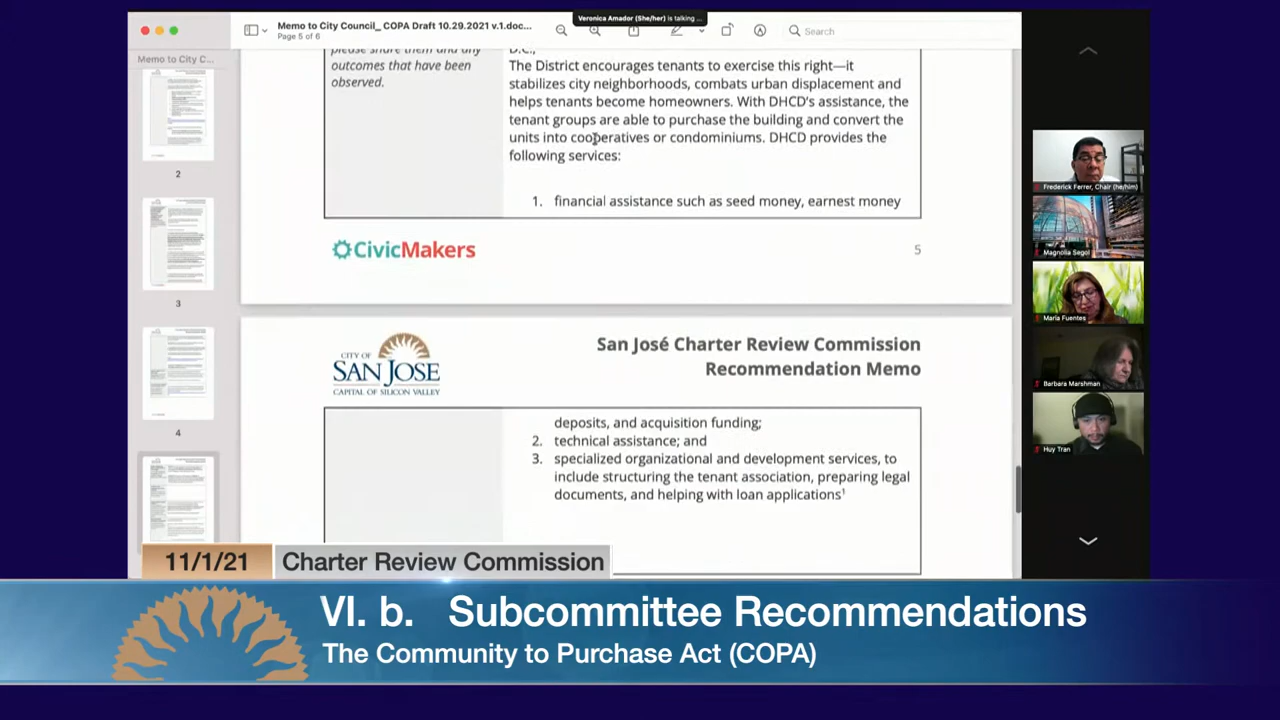 Veronica Amador (She/her) is talking ...
Memo to City Council_ COPA Draft 10.29.2021 v.1.doc...
Page 5 of 6
Search
Memo to City C...
2
3
4
please share them and any
outcomes that have been
observed.
D.C.,
The District encourages tenants to exercise this right—it
stabilizes city neighborhoods, combats urban displacement and
helps tenants become homeowners. With DHCD's assistance, the
tenant groups are able to purchase the building and convert the
units into cooperatives or condominiums. DHCD provides the
following services:
1. financial assistance such as seed money, earnest money
CivicMakers
5
CITY OF
SAN JOSE
CAPITAL OF SILICON VALLEY
San José Charter Review Commission
Recommendation Memo
deposits, and acquisition funding;
2. technical assistance; and
3. specialized organizational and development services, to
include structuring the tenant association, preparing legal
documents, and helping with loan applications¹
Frederick Ferrer, Chair (he/him)
Magnolia Segol
Maria Fuentes
Barbara Marshman
Huy Tran
11/1/21 Charter Review Commission
VI. b. Subcommittee Recommendations
The Community to Purchase Act (COPA)